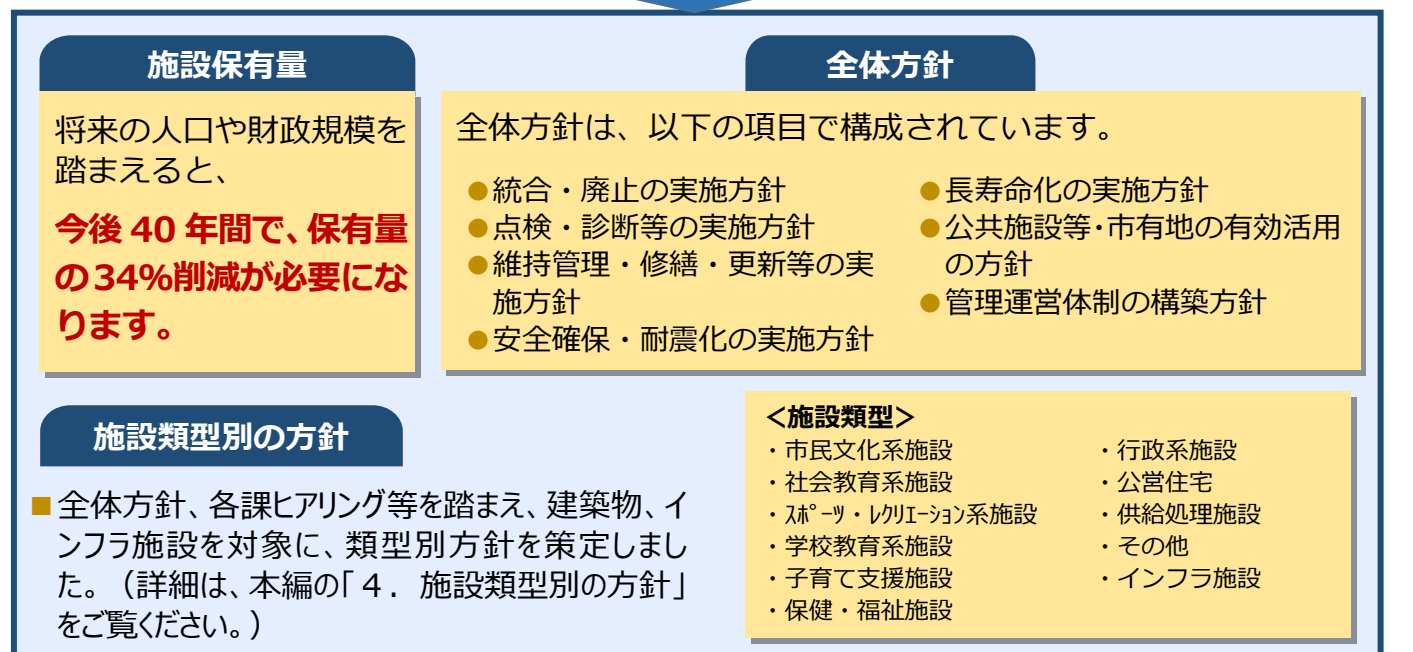 施設保有量
将来の人口や財政規模を
踏まえると、
今後 40 年間で、保有量
の34%削減が必要にな
ります。
全体方針
全体方針は、以下の項目で構成されています。
●統合・廃止の実施方針
●点検・診断等の実施方針
●維持管理・修繕・更新等の実
施方針
●安全確保・耐震化の実施方針
●長寿命化の実施方針
●公共施設等・市有地の有効活用
の方針
●管理運営体制の構築方針
施設類型別の方針
■全体方針、各課ヒアリング等を踏まえ、建築物、イ
ンフラ施設を対象に、類型別方針を策定しまし
た。（詳細は、本編の「４．施設類型別の方針」
をご覧ください。）
＜施設類型＞
・市民文化系施設
・社会教育系施設
・ｽﾎﾟｰﾂ・ﾚｸﾘｴｰｼｮﾝ系施設
・学校教育系施設
・子育て支援施設
・保健・福祉施設
・行政系施設
・公営住宅
・供給処理施設
・その他
・インフラ施設